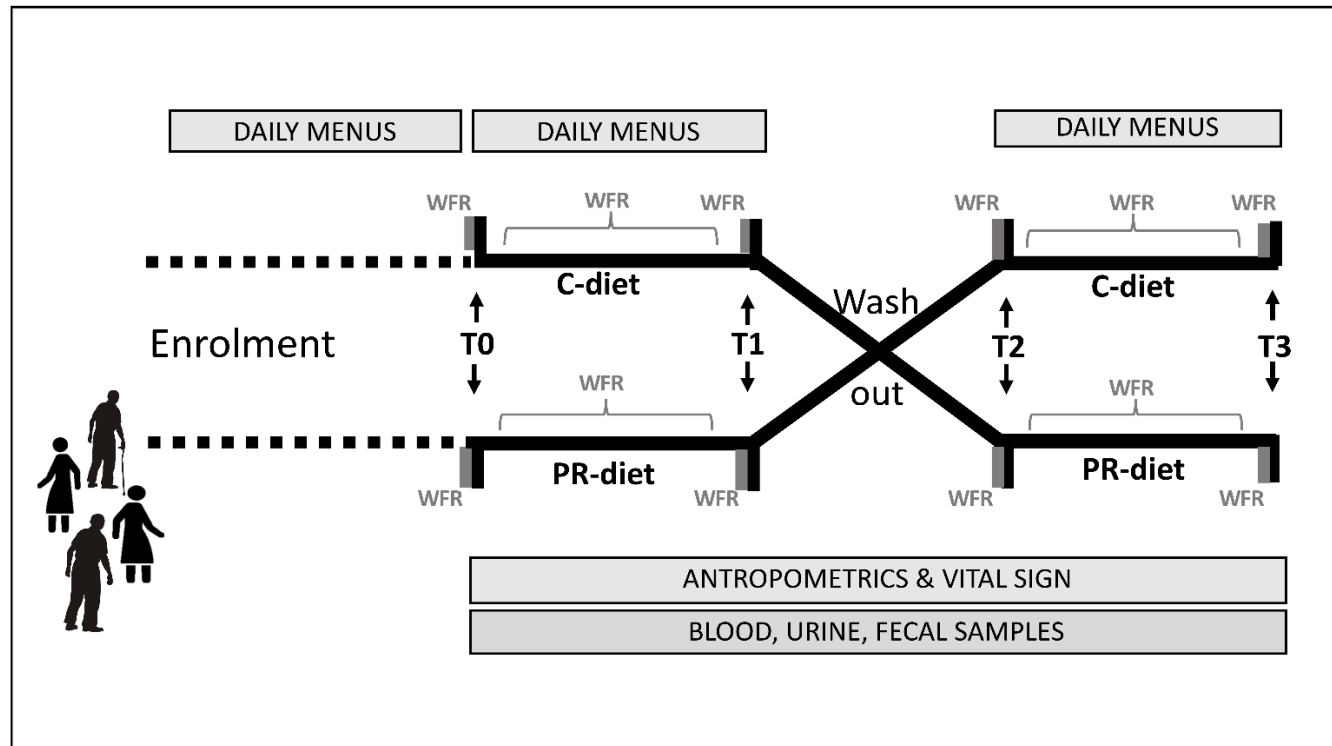 DAILY MENUS
DAILY MENUS
DAILY MENUS
WFR
WFR
WFR
WFR
WFR
WFR
C-diet
C-diet
Wash
Enrolment
T0
T1
T2
T3
out
WFR
WFR
PR-diet
PR-diet
WFR
WFR
WFR
WFR
ANTROPOMETRICS & VITAL SIGN
BLOOD, URINE, FECAL SAMPLES